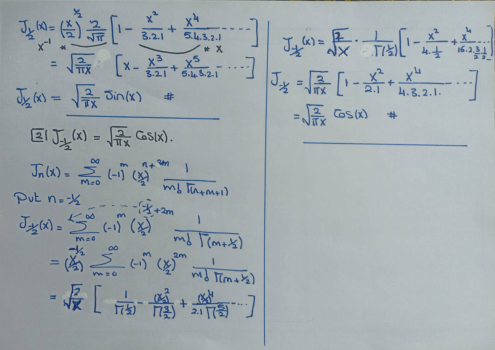 J_{1/2}(x) = (x/2)^{1/2} 2/√π [1 - x²/3.2.1 + x⁴/5.4.3.2.1 - ----]
x⁻¹ * * x
= √(2/πx) [x - x³/3.2.1 + x⁵/5.4.3.2.1 - ----]
J_{1/2}(x) = √(2/πx) Sin(x) #
[2] J_{-1/2}(x) = √(2/πx) Cos(x).
J_n(x) = Σ_{m=0}^{∞} (-1)^m (x/2)^{n+2m} 1/(m! Γ(n+m+1))
Put n = -1/2
J_{-1/2}(x) = Σ_{m=0}^{∞} (-1)^m (x/2)^{-1/2+2m} 1/(m! Γ(m+1/2))
= (x/2)^{-1/2} Σ_{m=0}^{∞} (-1)^m (x/2)^{2m} 1/(m! Γ(m+1/2))
= √(2/x) [1/Γ(1/2) - (x/2)²/Γ(3/2) + (x/2)⁴/2.1 Γ(5/2) - ----]
J_{-1/2}(x) = √(2/x) · 1/Γ(1/2) [1 - x²/4.1/2 + x⁴/16.2.3/2.1/2 ----]
J_{-1/2} = √(2/πx) [1 - x²/2.1 + x⁴/4.3.2.1. ----]
= √(2/πx) Cos(x) #